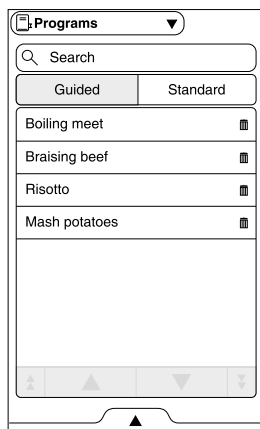 Programs
Search
Guided Standard
Boiling meet
Braising beef
Risotto
Mash potatoes